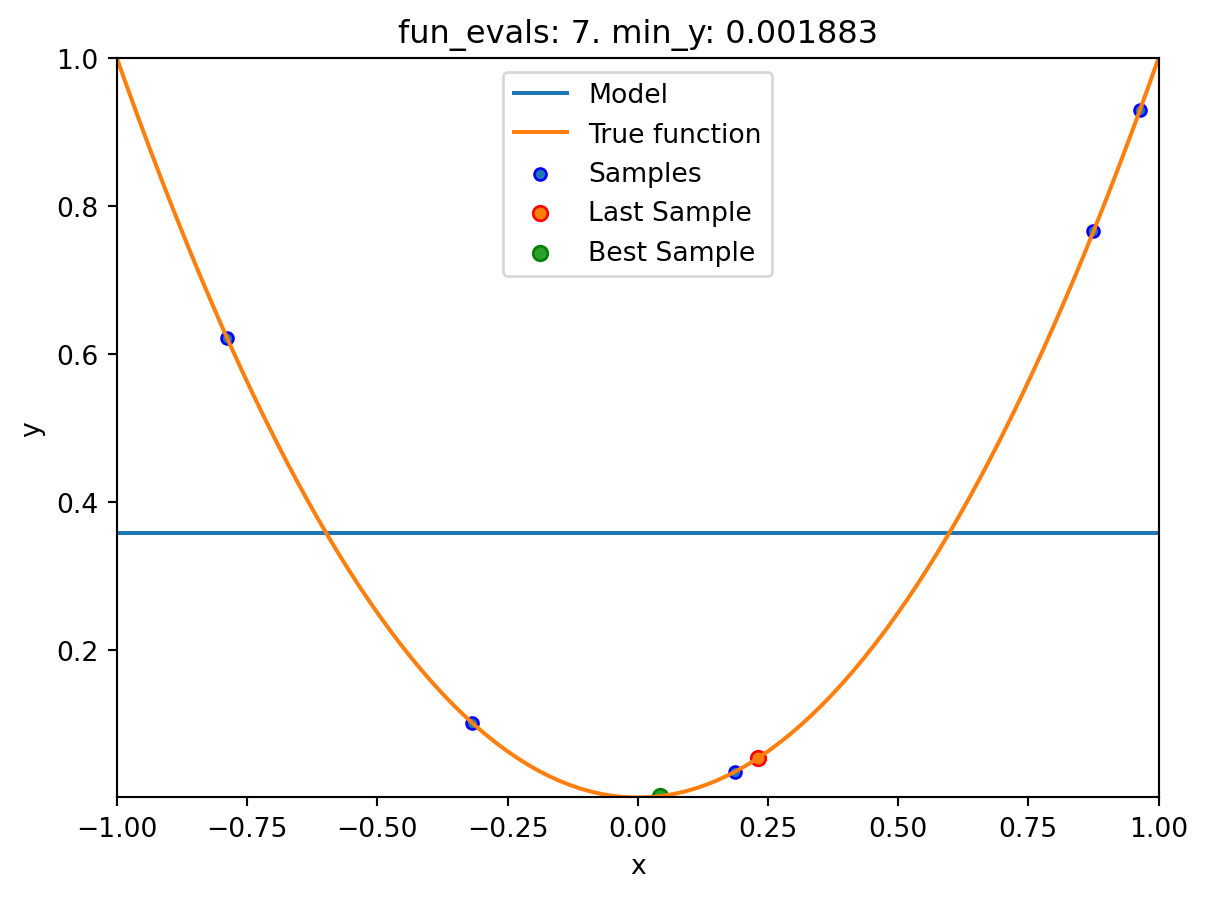 fun_evals: 7. min_y: 0.001883
1.0
0.8
0.6
0.4
0.2
y
Model
True function
Samples
Last Sample
Best Sample
−1.00 −0.75 −0.50 −0.25 0.00 0.25 0.50 0.75 1.00
x